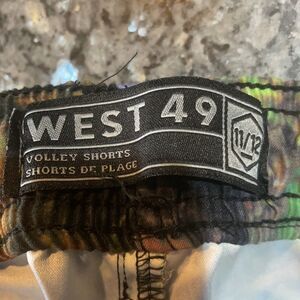 WEST 49
VOLLEY SHORTS
SHORTS DE PLAGE
11/12